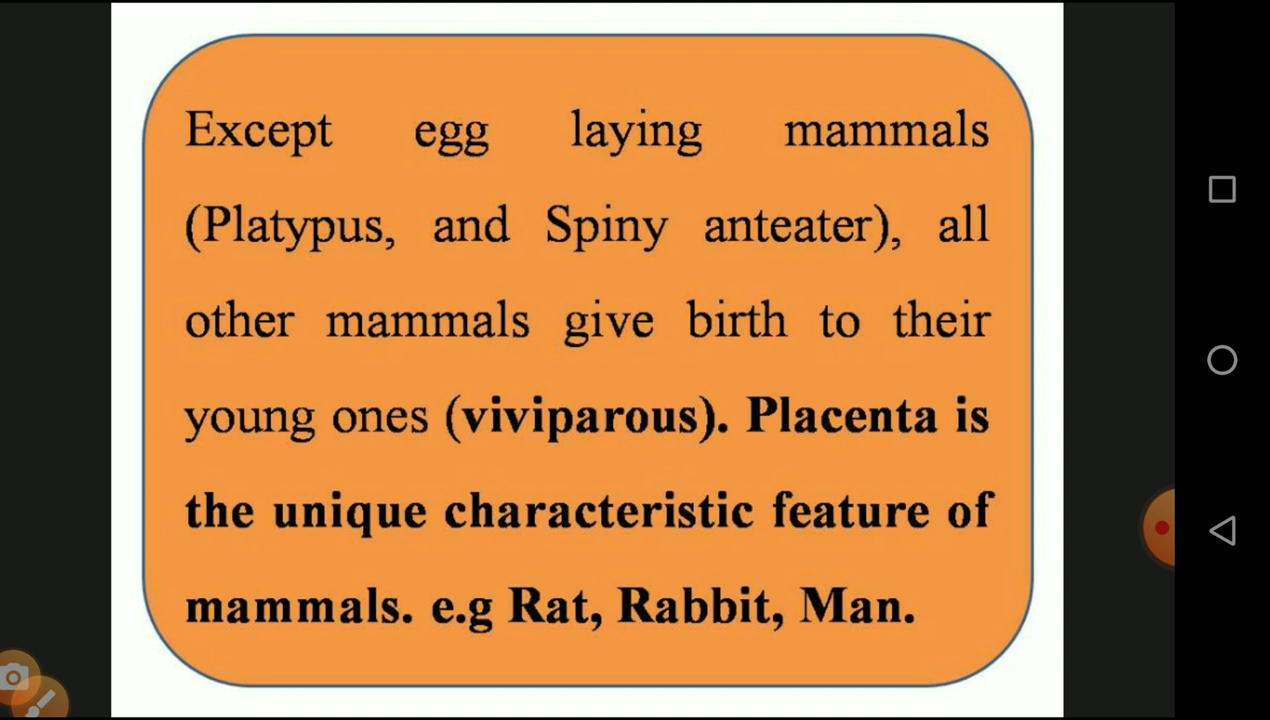 Except egg laying mammals
(Platypus, and Spiny anteater), all
other mammals give birth to their
young ones (viviparous). Placenta is
the unique characteristic feature of
mammals. e.g Rat, Rabbit, Man.